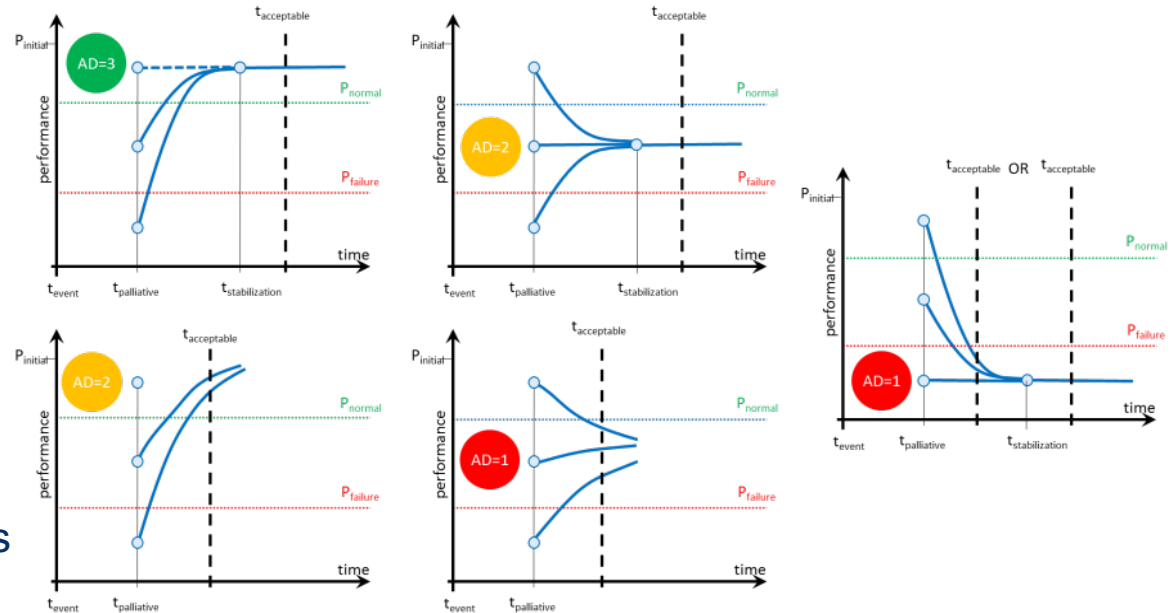 t_acceptable
P_initial
AD=3
P_normal
performance
P_failure
time
t_event t_palliative t_stabilization
t_acceptable
P_initial
P_normal
AD=2
performance
P_failure
time
t_event t_palliative t_stabilization
t_acceptable OR t_acceptable
P_initial
P_normal
performance
P_failure
AD=1
time
t_event t_palliative t_stabilization
t_acceptable
P_initial
AD=2
P_normal
performance
P_failure
time
t_event t_palliative
t_acceptable
P_initial
P_normal
AD=1
performance
P_failure
time
t_event t_palliative
s